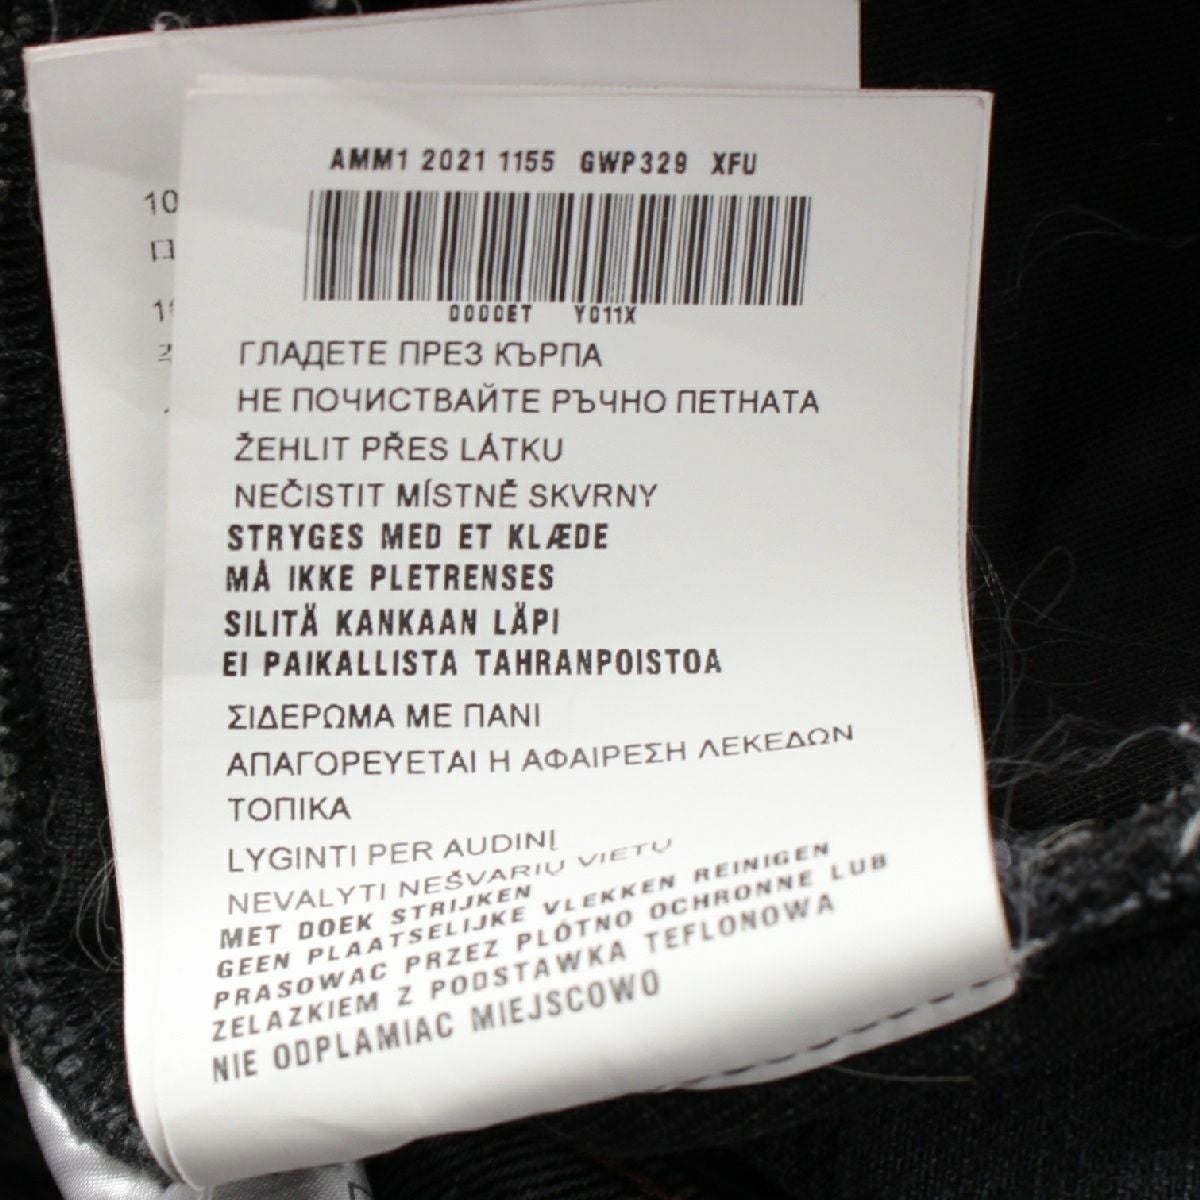 AMM1 2021 1155 GWP329 XFU
0000ET Y011X
ГЛАДЕТЕ ПРЕЗ КЪРПА
НЕ ПОЧИСТВАЙТЕ РЪЧНО ПЕТНАТА
ŽEHLIT PŘES LÁTKU
NEČISTIT MÍSTNĚ SKVRNY
STRYGES MED ET KLÆDE
MÅ IKKE PLETRENSES
SILITÄ KANKAAN LÄPI
EI PAIKALLISTA TAHRANPOISTOA
ΣΙΔΕΡΩΜΑ ΜΕ ΠΑΝΙ
ΑΠΑΓΟΡΕΥΕΤΑΙ Η ΑΦΑΙΡΕΣΗ ΛΕΚΕΔΩΝ
ΤΟΠΙΚΑ
LYGINTI PER AUDINĮ
NEVALYTI NEŠVARIŲ VIETŲ
MET DOEK STRIJKEN
GEEN PLAATSELIJKE VLEKKEN REINIGEN
PRASOWAC PRZEZ PLÓTNO OCHRONNE LUB
ZELAZKIEM Z PODSTAWKA TEFLONOWA
NIE ODPLAMIAC MIEJSCOWO